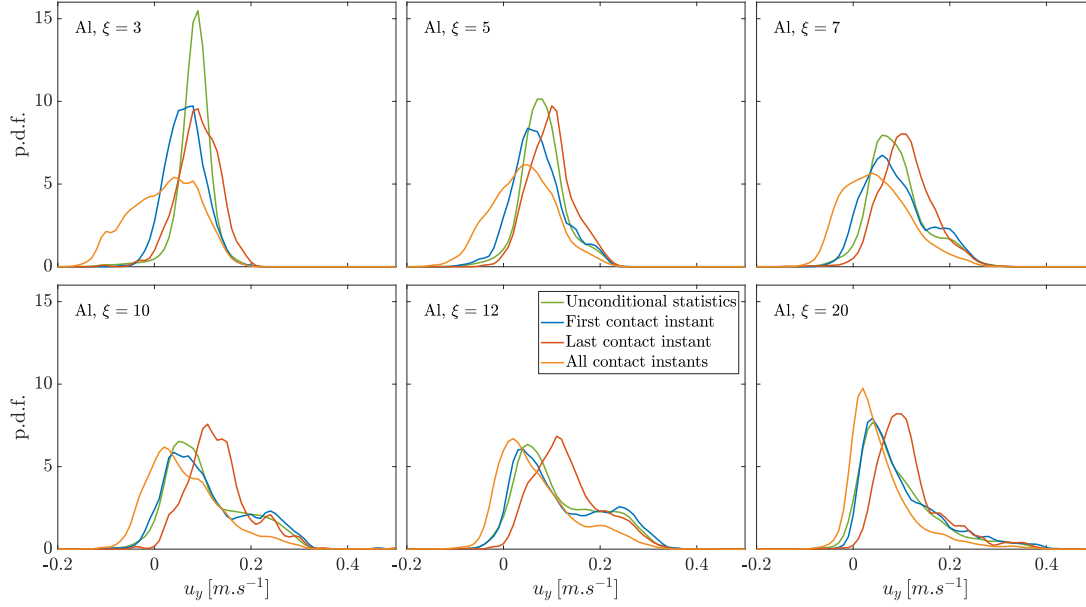 Al, ξ = 3
Al, ξ = 5
Al, ξ = 7
15
10
5
0
p.d.f.
Al, ξ = 10
Al, ξ = 12
Al, ξ = 20
Unconditional statistics
First contact instant
Last contact instant
All contact instants
15
10
5
0
p.d.f.
-0.2 0 0.2 0.4
-0.2 0 0.2 0.4
-0.2 0 0.2 0.4
u_y [m.s⁻¹]
u_y [m.s⁻¹]
u_y [m.s⁻¹]